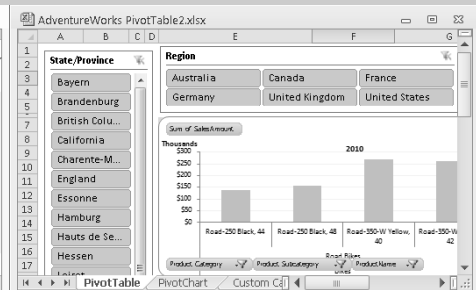 AdventureWorks PivotTable2.xlsx
A B C D E F G
1
2
3
4
5
7
8
9
10
11
12
13
14
15
16
17
State/Province
Bayern
Brandenburg
British Colu...
California
Charente-M...
England
Essonne
Hamburg
Hauts de Se...
Hessen
Loiret
Region
Australia Canada France
Germany United Kingdom United States
Sum of SalesAmount
Thousands
2010
$300
$250
$200
$150
$100
$50
$0
Road-250 Black, 44 Road-250 Black, 48 Road-350-W Yellow, 40 Road-350-W 42
Road Bikes
Bikes
Product Category Product Subcategory ProductName
PivotTable PivotChart Custom Cal